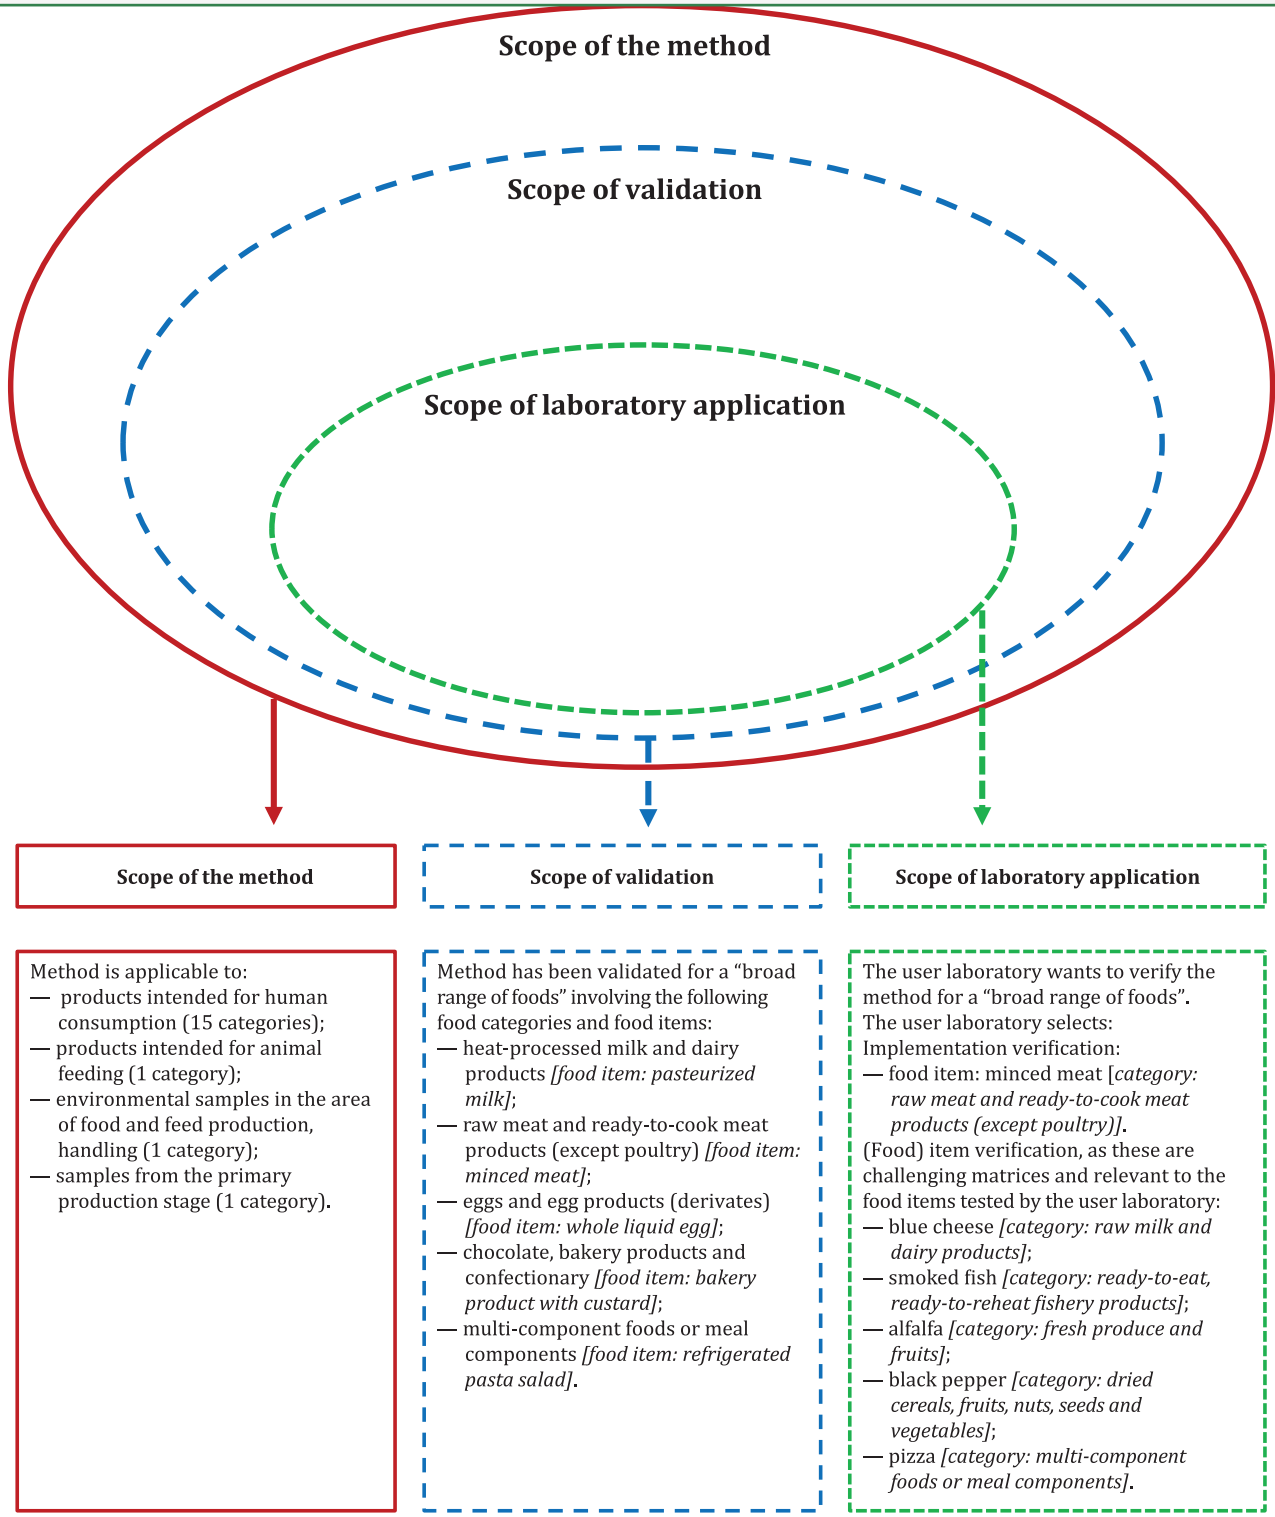 Scope of the method
Scope of validation
Scope of laboratory application
Scope of the method
Method is applicable to:
— products intended for human
consumption (15 categories);
— products intended for animal
feeding (1 category);
— environmental samples in the area
of food and feed production,
handling (1 category);
— samples from the primary
production stage (1 category).
Scope of validation
Method has been validated for a “broad
range of foods” involving the following
food categories and food items:
— heat-processed milk and dairy
products [food item: pasteurized
milk];
— raw meat and ready-to-cook meat
products (except poultry) [food item:
minced meat];
— eggs and egg products (derivates)
[food item: whole liquid egg];
— chocolate, bakery products and
confectionary [food item: bakery
product with custard];
— multi-component foods or meal
components [food item: refrigerated
pasta salad].
Scope of laboratory application
The user laboratory wants to verify the
method for a “broad range of foods”.
The user laboratory selects:
Implementation verification:
— food item: minced meat [category:
raw meat and ready-to-cook meat
products (except poultry)].
(Food) item verification, as these are
challenging matrices and relevant to the
food items tested by the user laboratory:
— blue cheese [category: raw milk and
dairy products];
— smoked fish [category: ready-to-eat,
ready-to-reheat fishery products];
— alfalfa [category: fresh produce and
fruits];
— black pepper [category: dried
cereals, fruits, nuts, seeds and
vegetables];
— pizza [category: multi-component
foods or meal components].